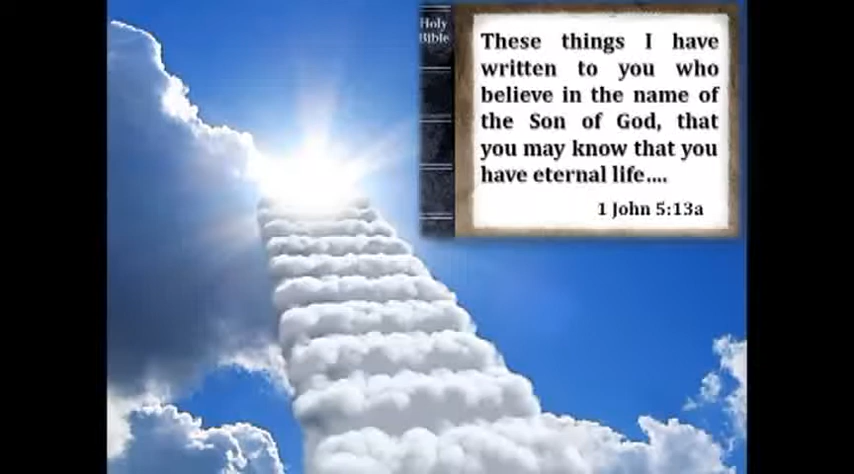 Holy
Bible
These things I have
written to you who
believe in the name of
the Son of God, that
you may know that you
have eternal life....
1 John 5:13a